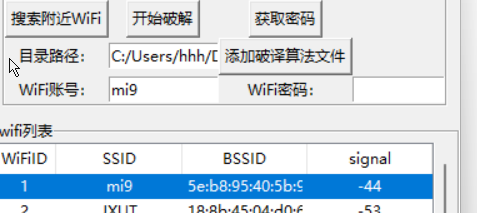 搜索附近WiFi 开始破解 获取密码
目录路径: C:/Users/hhh/D 添加破译算法文件
WiFi账号: mi9 WiFi密码:
wifi列表
WiFiID SSID BSSID signal
1 mi9 5e:b8:95:40:5b:9 -44
2 JXUT 18:8b:45:04:d0:6 -53